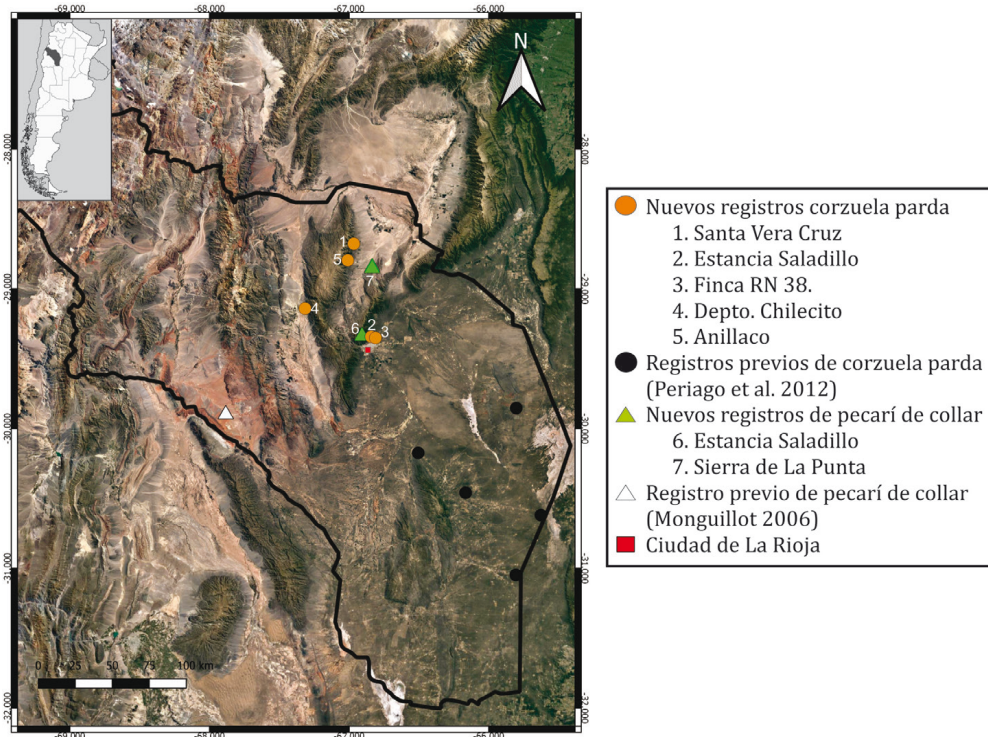 -69.000 -68.000 -67.000 -66.000
N
-28.000 -28.000
1
5
7
-29.000 -29.000
4
6 2 3
-30.000 -30.000
-31.000 -31.000
0 25 50 75 100 km
-32.000 -32.000
-69.000 -68.000 -67.000 -66.000
Nuevos registros corzuela parda
1. Santa Vera Cruz
2. Estancia Saladillo
3. Finca RN 38.
4. Depto. Chilecito
5. Anillaco
Registros previos de corzuela parda
(Periago et al. 2012)
Nuevos registros de pecarí de collar
6. Estancia Saladillo
7. Sierra de La Punta
Registro previo de pecarí de collar
(Monguillot 2006)
Ciudad de La Rioja